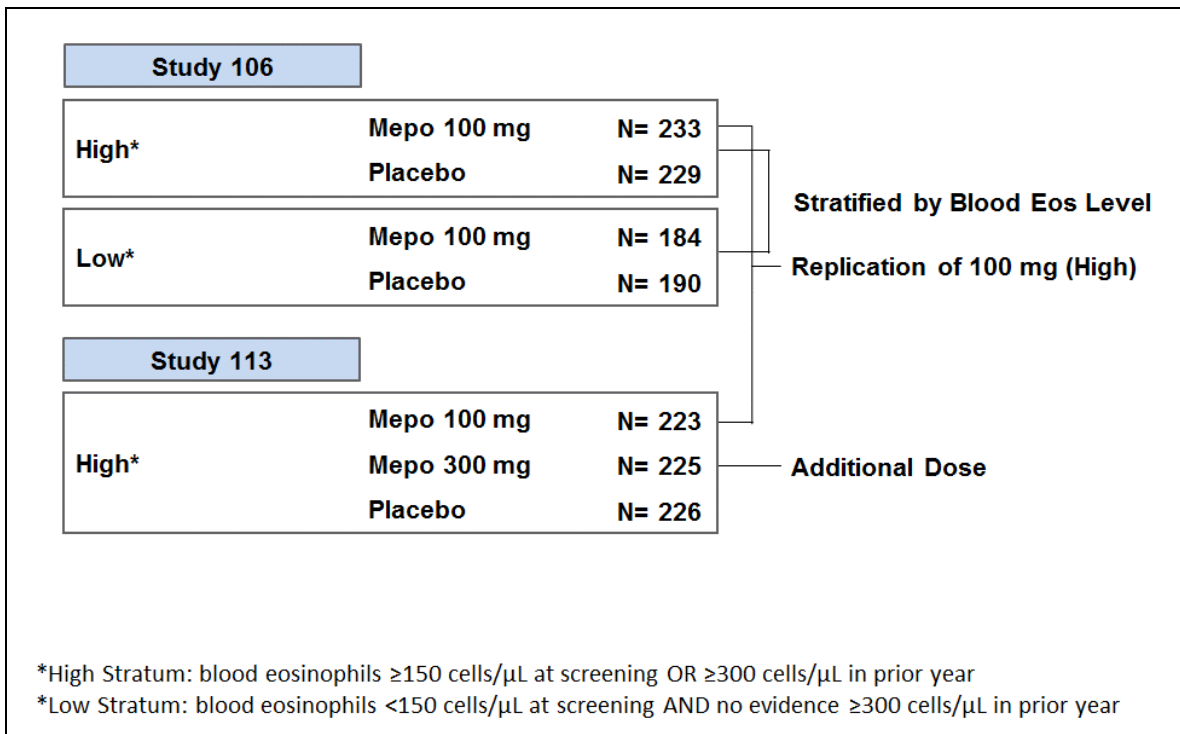 Study 106
High*
Mepo 100 mg N= 233
Placebo N= 229
Low*
Mepo 100 mg N= 184
Placebo N= 190
Stratified by Blood Eos Level
Replication of 100 mg (High)
Study 113
High*
Mepo 100 mg N= 223
Mepo 300 mg N= 225
Placebo N= 226
Additional Dose
*High Stratum: blood eosinophils ≥150 cells/µL at screening OR ≥300 cells/µL in prior year
*Low Stratum: blood eosinophils <150 cells/µL at screening AND no evidence ≥300 cells/µL in prior year